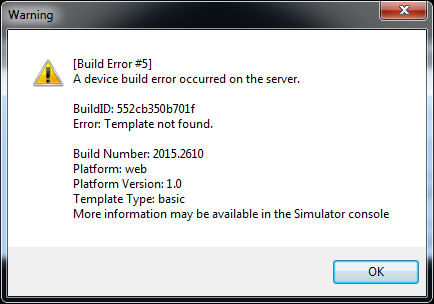 Warning
[Build Error #5]
A device build error occurred on the server.
BuildID: 552cb350b701f
Error: Template not found.
Build Number: 2015.2610
Platform: web
Platform Version: 1.0
Template Type: basic
More information may be available in the Simulator console
OK